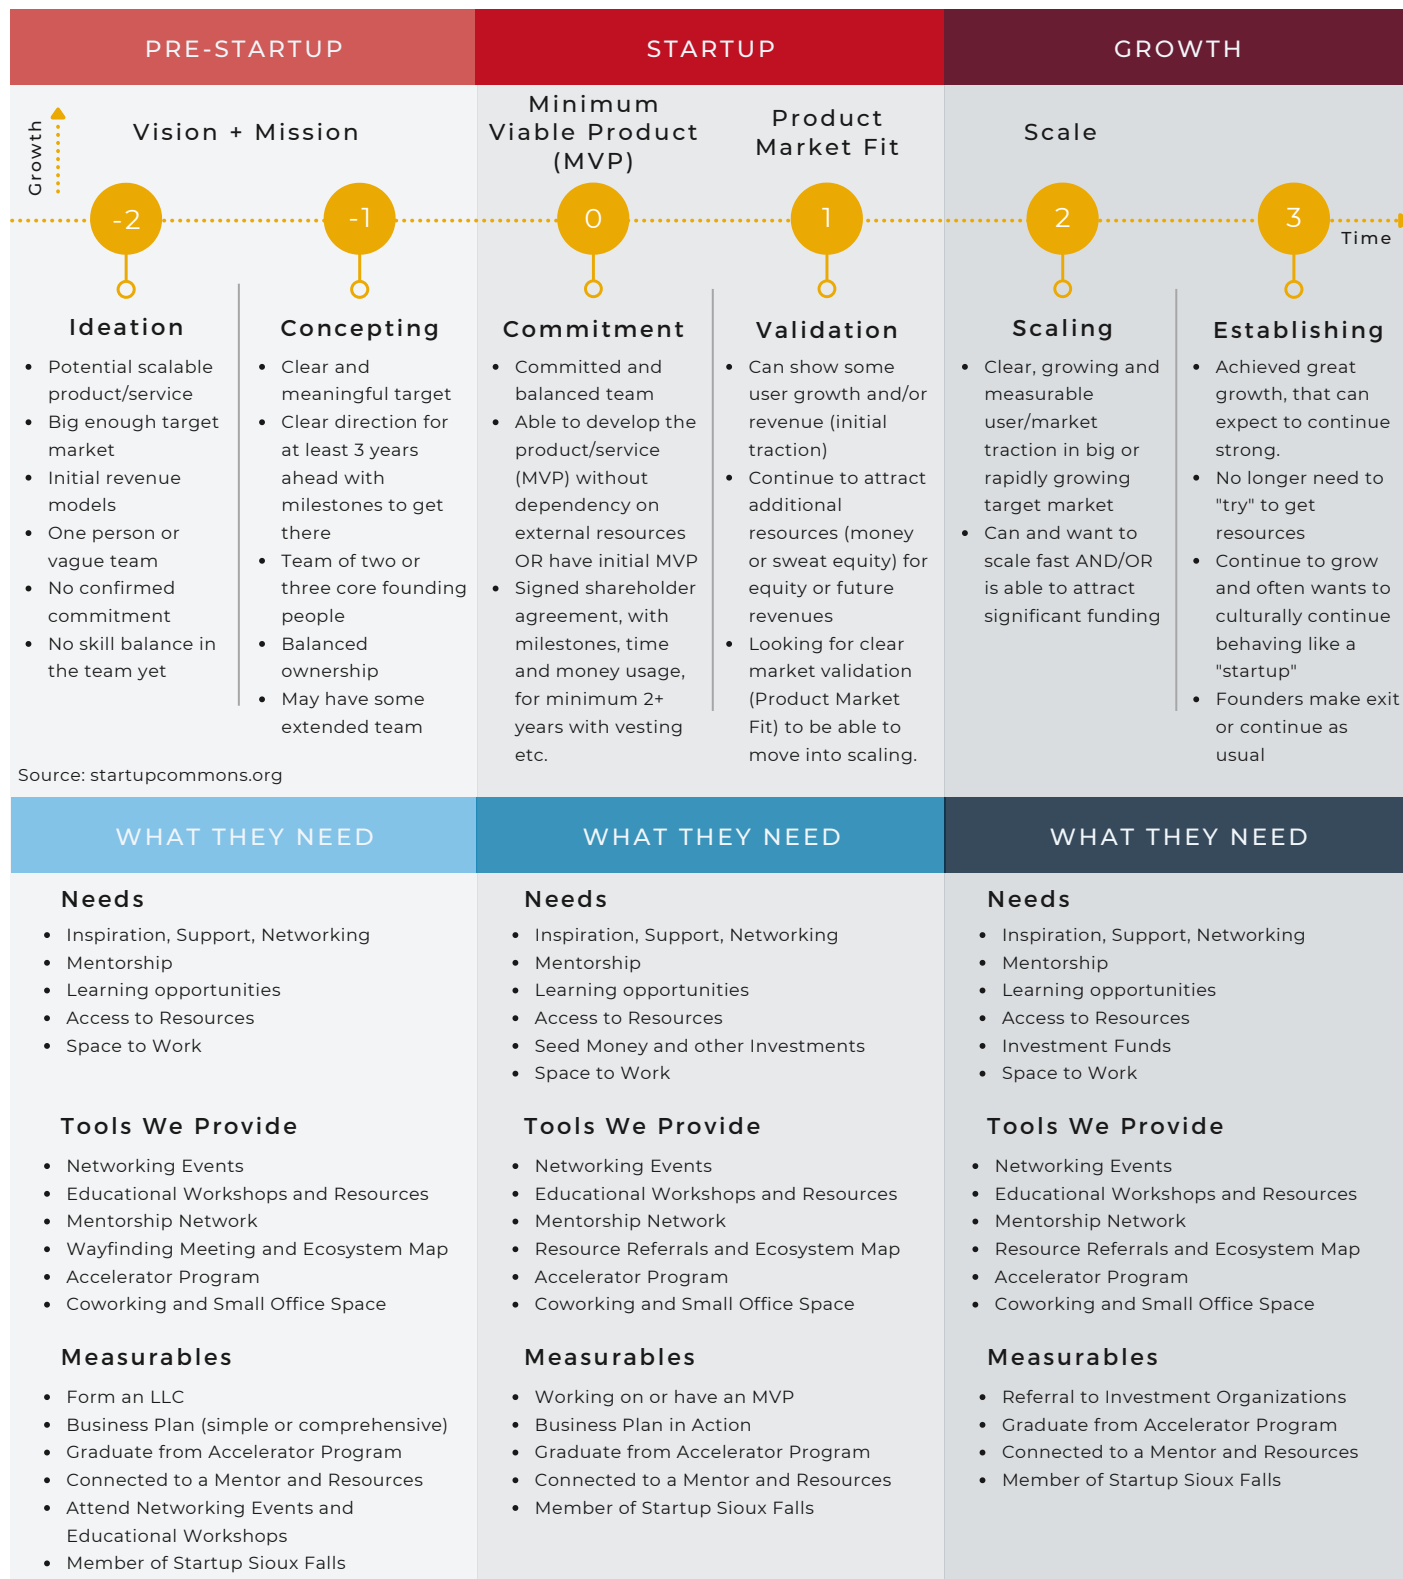 PRE-STARTUP
STARTUP
GROWTH
Growth
Vision + Mission
Minimum
Viable Product
(MVP)
Product
Market Fit
Scale
-2
-1
0
1
2
3
Time
Ideation
• Potential scalable
product/service
• Big enough target
market
• Initial revenue
models
• One person or
vague team
• No confirmed
commitment
• No skill balance in
the team yet
Concepting
• Clear and
meaningful target
• Clear direction for
at least 3 years
ahead with
milestones to get
there
• Team of two or
three core founding
people
• Balanced
ownership
• May have some
extended team
Source: startupcommons.org
Commitment
• Committed and
balanced team
• Able to develop the
product/service
(MVP) without
dependency on
external resources
OR have initial MVP
• Signed shareholder
agreement, with
milestones, time
and money usage,
for minimum 2+
years with vesting
etc.
Validation
• Can show some
user growth and/or
revenue (initial
traction)
• Continue to attract
additional
resources (money
or sweat equity) for
equity or future
revenues
• Looking for clear
market validation
(Product Market
Fit) to be able to
move into scaling.
Scaling
• Clear, growing and
measurable
user/market
traction in big or
rapidly growing
target market
• Can and want to
scale fast AND/OR
is able to attract
significant funding
Establishing
• Achieved great
growth, that can
expect to continue
strong.
• No longer need to
"try" to get
resources
• Continue to grow
and often wants to
culturally continue
behaving like a
"startup"
• Founders make exit
or continue as
usual
WHAT THEY NEED
Needs
• Inspiration, Support, Networking
• Mentorship
• Learning opportunities
• Access to Resources
• Space to Work
Tools We Provide
• Networking Events
• Educational Workshops and Resources
• Mentorship Network
• Wayfinding Meeting and Ecosystem Map
• Accelerator Program
• Coworking and Small Office Space
Measurables
• Form an LLC
• Business Plan (simple or comprehensive)
• Graduate from Accelerator Program
• Connected to a Mentor and Resources
• Attend Networking Events and
Educational Workshops
• Member of Startup Sioux Falls
WHAT THEY NEED
Needs
• Inspiration, Support, Networking
• Mentorship
• Learning opportunities
• Access to Resources
• Seed Money and other Investments
• Space to Work
Tools We Provide
• Networking Events
• Educational Workshops and Resources
• Mentorship Network
• Resource Referrals and Ecosystem Map
• Accelerator Program
• Coworking and Small Office Space
Measurables
• Working on or have an MVP
• Business Plan in Action
• Graduate from Accelerator Program
• Connected to a Mentor and Resources
• Member of Startup Sioux Falls
WHAT THEY NEED
Needs
• Inspiration, Support, Networking
• Mentorship
• Learning opportunities
• Access to Resources
• Investment Funds
• Space to Work
Tools We Provide
• Networking Events
• Educational Workshops and Resources
• Mentorship Network
• Resource Referrals and Ecosystem Map
• Accelerator Program
• Coworking and Small Office Space
Measurables
• Referral to Investment Organizations
• Graduate from Accelerator Program
• Connected to a Mentor and Resources
• Member of Startup Sioux Falls